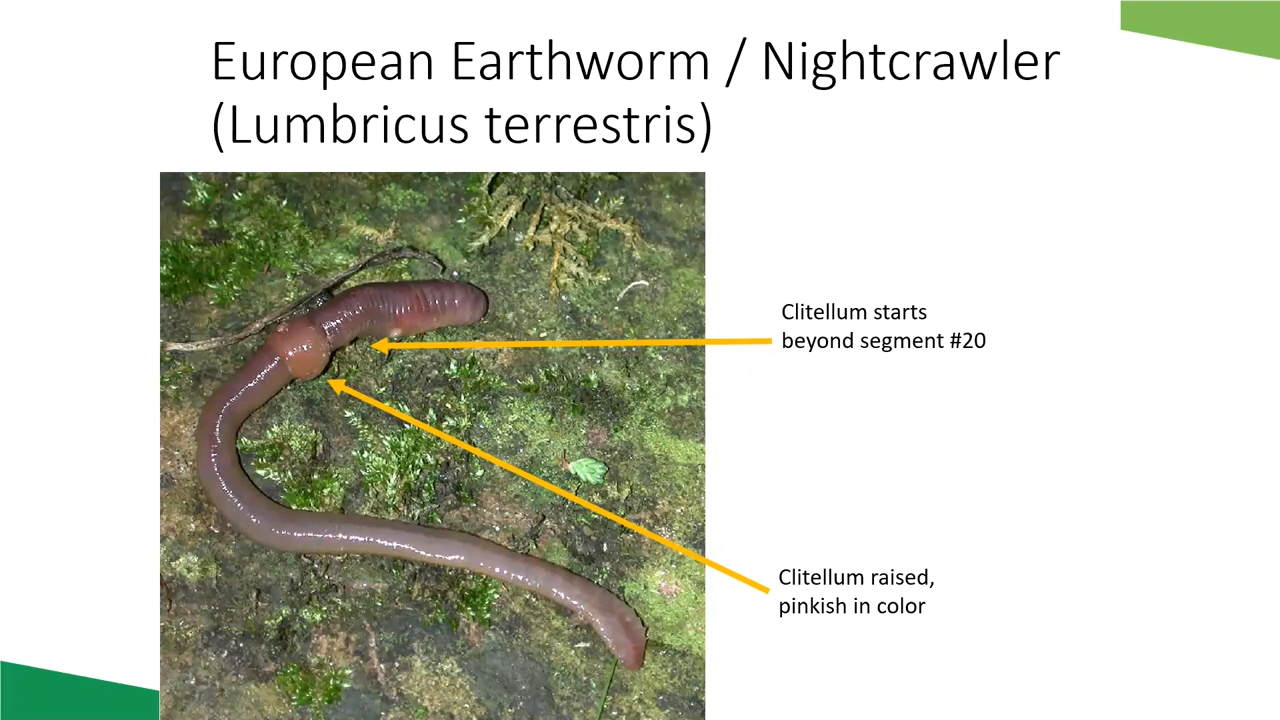 European Earthworm / Nightcrawler
(Lumbricus terrestris)
Clitellum starts
beyond segment #20
Clitellum raised,
pinkish in color